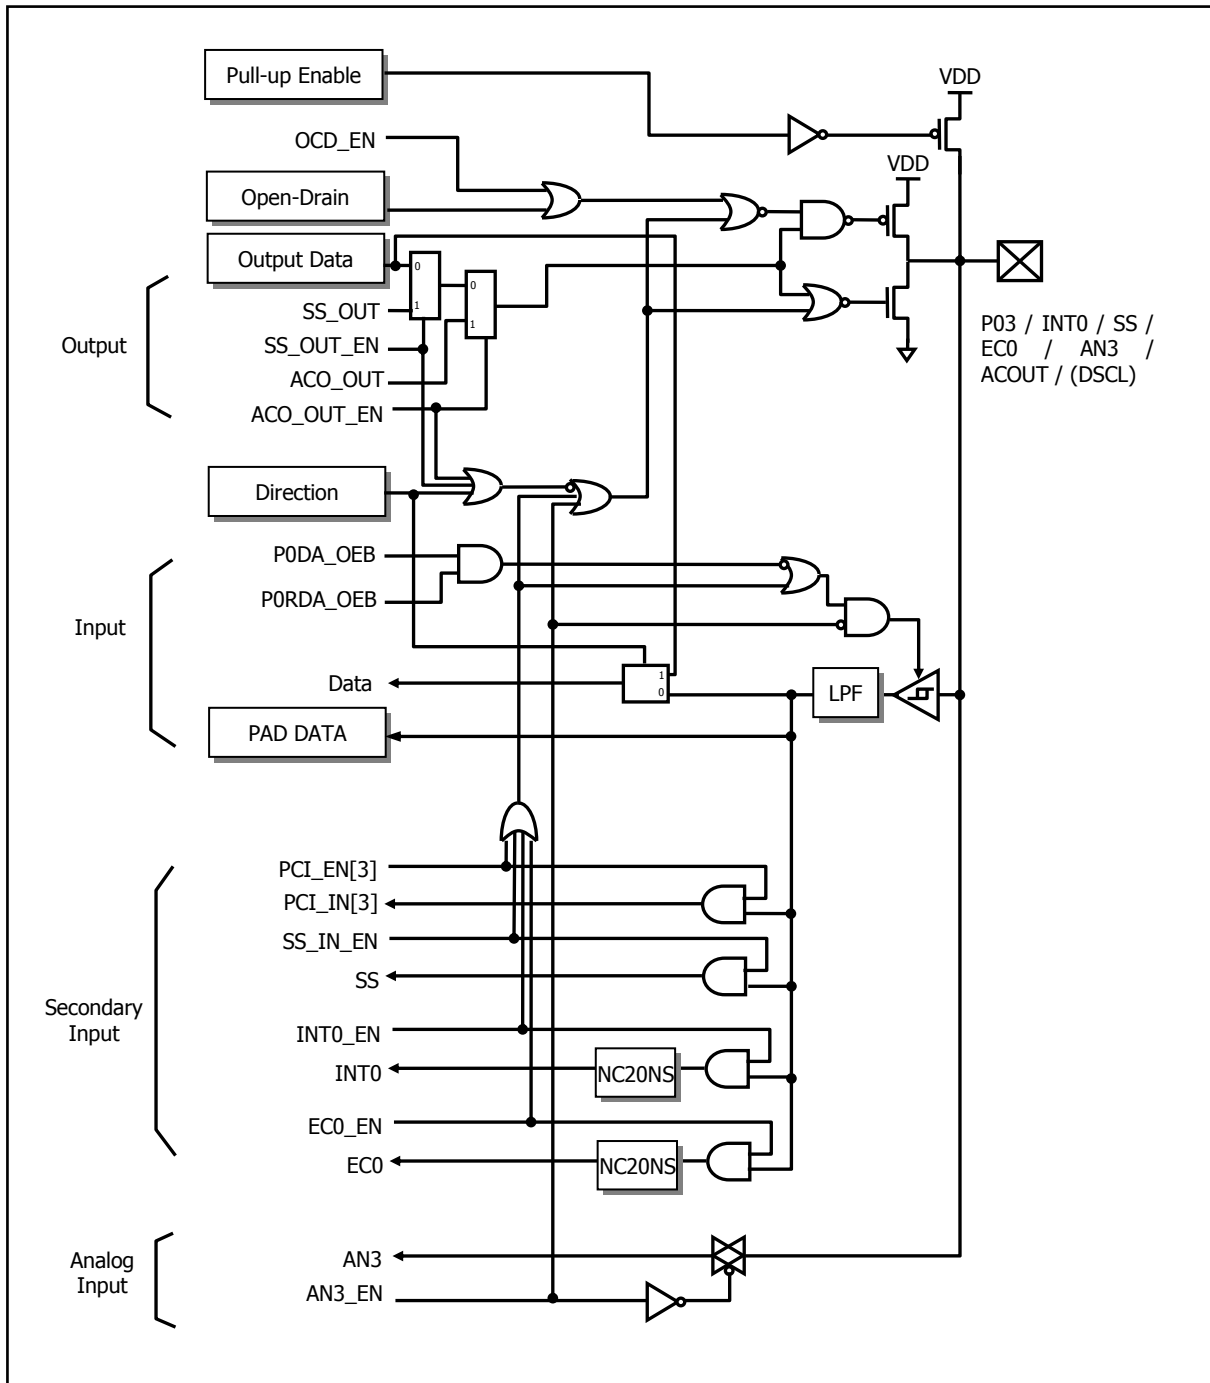 Pull-up Enable
VDD
OCD_EN
VDD
Open-Drain
Output Data
0
0
SS_OUT
1
1
Output
SS_OUT_EN
ACO_OUT
ACO_OUT_EN
P03 / INT0 / SS /
EC0 / AN3 /
ACOUT / (DSCL)
Direction
P0DA_OEB
P0RDA_OEB
Input
Data
1
0
LPF
PAD DATA
PCI_EN[3]
PCI_IN[3]
SS_IN_EN
SS
Secondary
Input
INT0_EN
INT0
NC20NS
EC0_EN
EC0
NC20NS
Analog
Input
AN3
AN3_EN